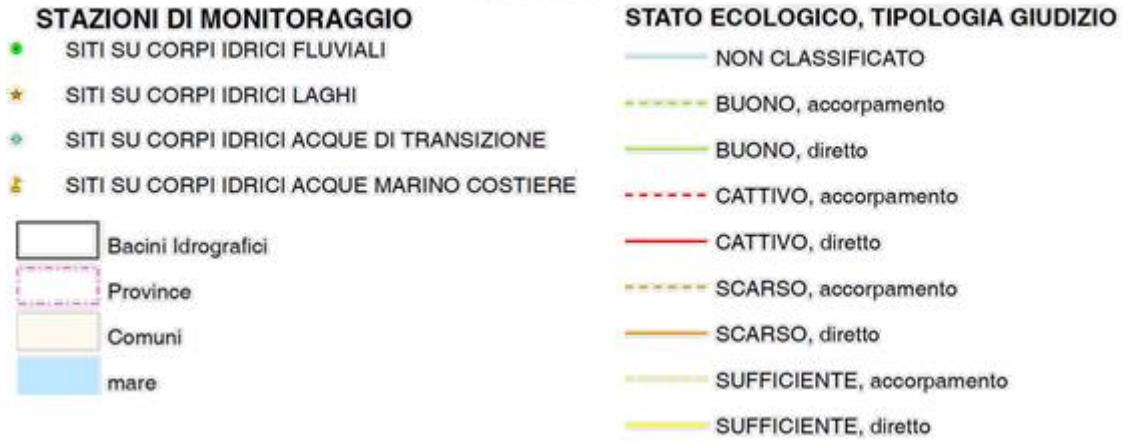 STAZIONI DI MONITORAGGIO
SITI SU CORPI IDRICI FLUVIALI
SITI SU CORPI IDRICI LAGHI
SITI SU CORPI IDRICI ACQUE DI TRANSIZIONE
SITI SU CORPI IDRICI ACQUE MARINO COSTIERE
Bacini Idrografici
Province
Comuni
mare
STATO ECOLOGICO, TIPOLOGIA GIUDIZIO
NON CLASSIFICATO
BUONO, accorpamento
BUONO, diretto
CATTIVO, accorpamento
CATTIVO, diretto
SCARSO, accorpamento
SCARSO, diretto
SUFFICIENTE, accorpamento
SUFFICIENTE, diretto